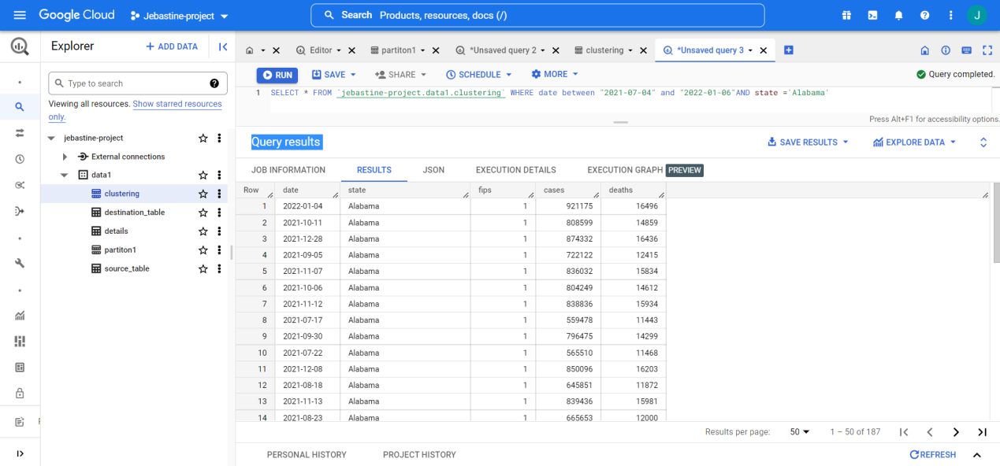 Google Cloud Jebastine-project Search Products, resources, docs (/) J
Explorer + ADD DATA
Editor partiton1 *Unsaved query 2 clustering *Unsaved query 3
RUN SAVE SHARE SCHEDULE MORE Query completed.
Type to search
Viewing all resources. Show starred resources
only.
1 SELECT * FROM `jebastine-project.data1.clustering` WHERE date between "2021-07-04" and "2022-01-06"AND state ='Alabama'
Press Alt+F1 for accessibility options.
jebastine-project
External connections
data1
clustering
destination_table
details
partiton1
source_table
Query results SAVE RESULTS EXPLORE DATA
JOB INFORMATION RESULTS JSON EXECUTION DETAILS EXECUTION GRAPH PREVIEW
Row date state fips cases deaths
1 2022-01-04 Alabama 1 921175 16496
2 2021-10-11 Alabama 1 808599 14859
3 2021-12-28 Alabama 1 874332 16436
4 2021-09-05 Alabama 1 722122 12415
5 2021-11-07 Alabama 1 836032 15834
6 2021-10-06 Alabama 1 804249 14612
7 2021-11-12 Alabama 1 838836 15934
8 2021-07-17 Alabama 1 559478 11443
9 2021-09-30 Alabama 1 796475 14299
10 2021-07-22 Alabama 1 565510 11468
11 2021-12-08 Alabama 1 850096 16203
12 2021-08-18 Alabama 1 645851 11872
13 2021-11-13 Alabama 1 839436 15981
14 2021-08-23 Alabama 1 665653 12000
Results per page: 50 1 – 50 of 187
PERSONAL HISTORY PROJECT HISTORY REFRESH